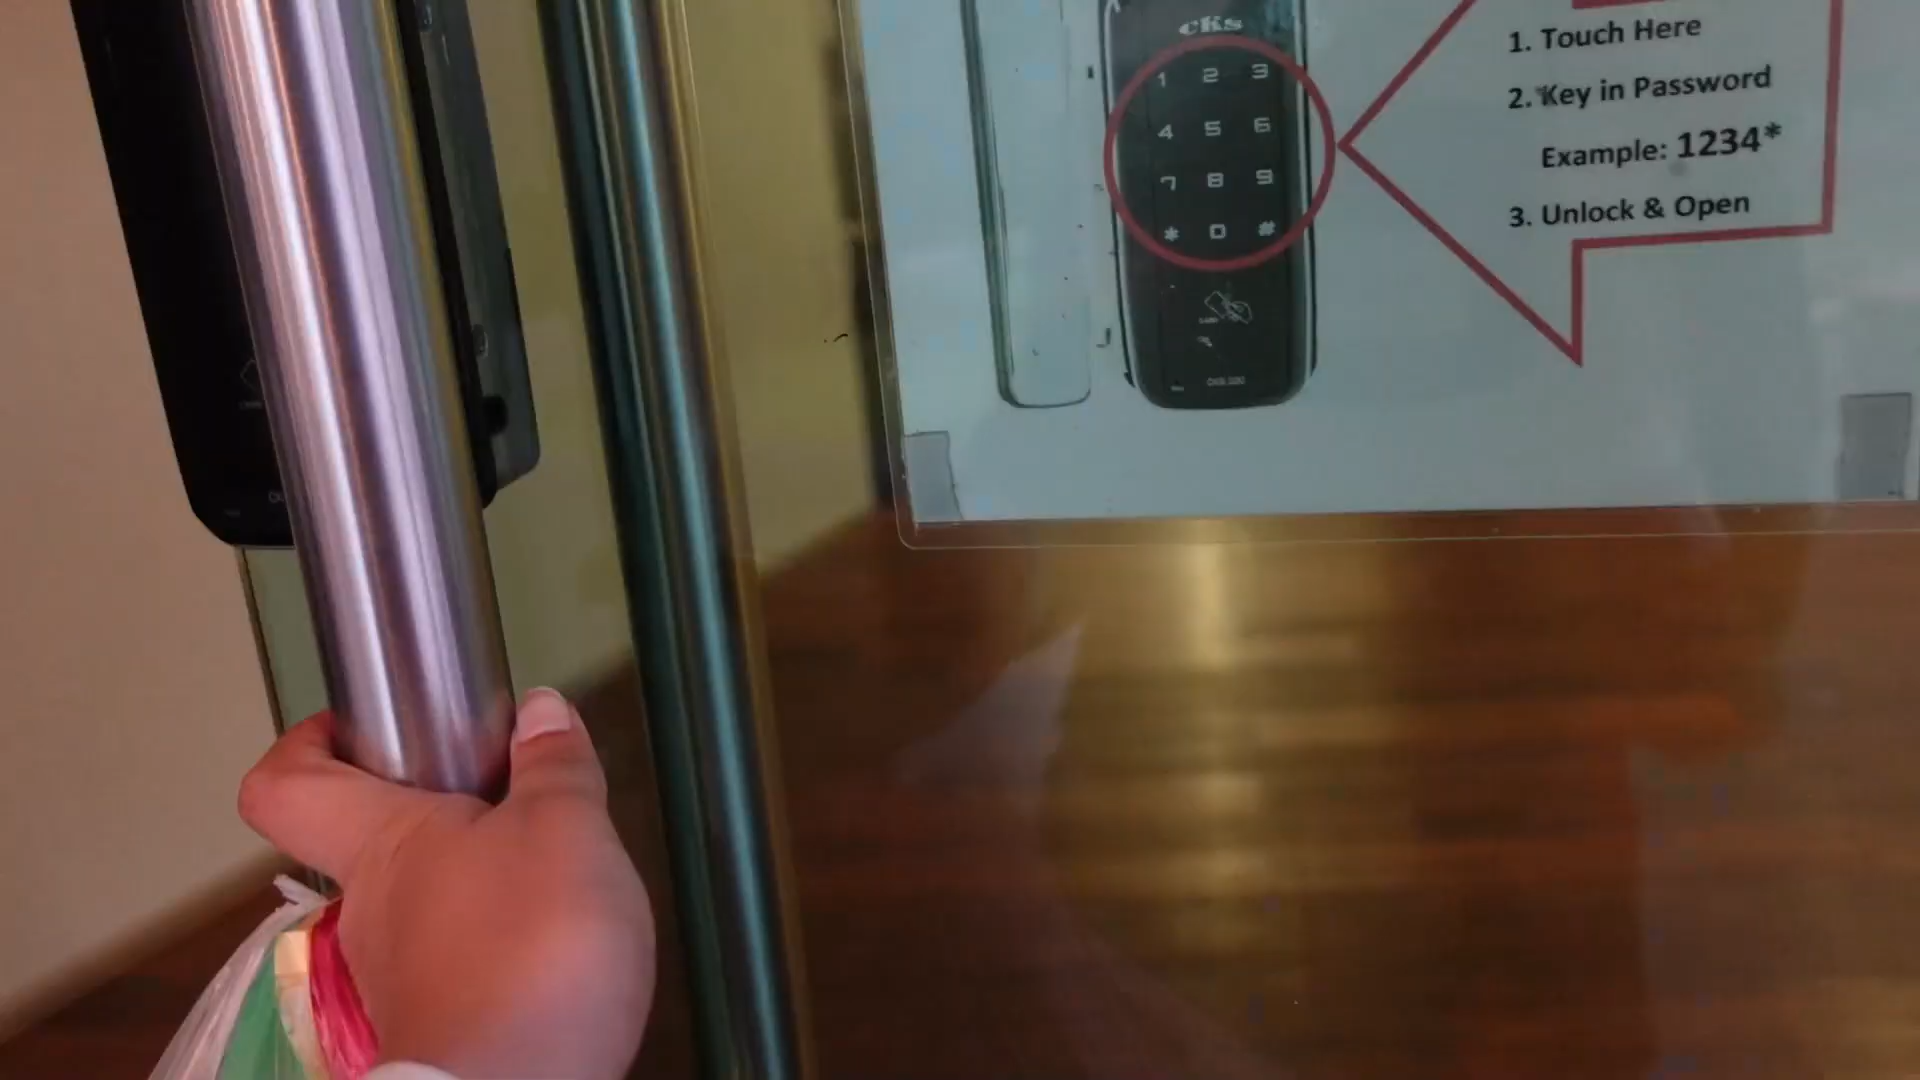 cks
1 2 3
4 5 6
7 8 9
* 0 #
1. Touch Here
2. Key in Password
Example: 1234*
3. Unlock & Open